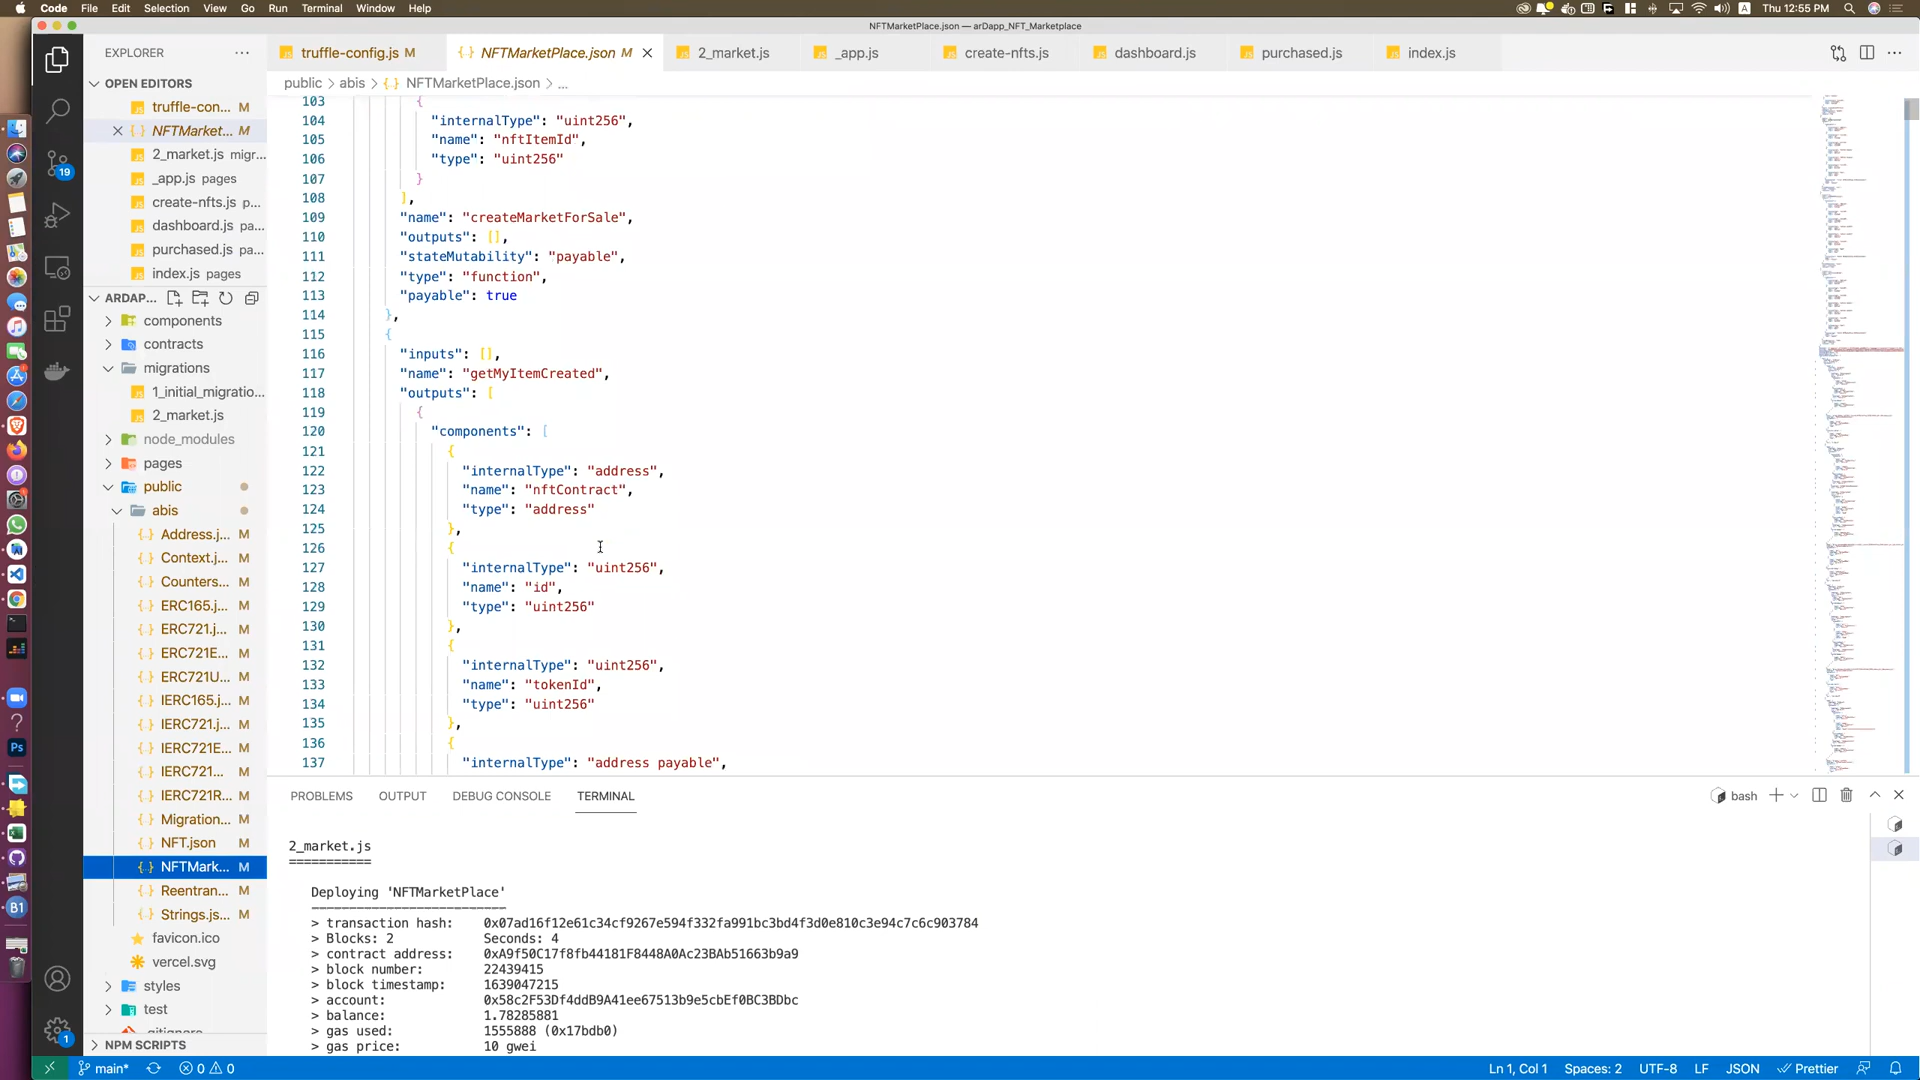 Code File Edit Selection View Go Run Terminal Window Help
Thu 12:55 PM
NFTMarketPlace.json — arDapp_NFT_Marketplace
EXPLORER
truffle-config.js M
NFTMarketPlace.json M
2_market.js
_app.js
create-nfts.js
dashboard.js
purchased.js
index.js
public > abis > NFTMarketPlace.json > ...
OPEN EDITORS
truffle-con... M
NFTMarket... M
2_market.js migr...
_app.js pages
create-nfts.js p...
dashboard.js pa...
purchased.js pa...
index.js pages
ARDAP...
components
contracts
migrations
1_initial_migratio...
2_market.js
node_modules
pages
public
abis
Address.j... M
Context.j... M
Counters... M
ERC165.j... M
ERC721.j... M
ERC721E... M
ERC721U... M
IERC165.j... M
IERC721.j... M
IERC721E... M
IERC721... M
IERC721R... M
Migration... M
NFT.json M
NFTMark... M
Reentran... M
Strings.js... M
favicon.ico
vercel.svg
styles
test
.gitignore
NPM SCRIPTS
19
1
103 {
104 "internalType": "uint256",
105 "name": "nftItemId",
106 "type": "uint256"
107 }
108 ],
109 "name": "createMarketForSale",
110 "outputs": [],
111 "stateMutability": "payable",
112 "type": "function",
113 "payable": true
114 },
115 {
116 "inputs": [],
117 "name": "getMyItemCreated",
118 "outputs": [
119 {
120 "components": [
121 {
122 "internalType": "address",
123 "name": "nftContract",
124 "type": "address"
125 },
126 {
127 "internalType": "uint256",
128 "name": "id",
129 "type": "uint256"
130 },
131 {
132 "internalType": "uint256",
133 "name": "tokenId",
134 "type": "uint256"
135 },
136 {
137 "internalType": "address payable",
PROBLEMS OUTPUT DEBUG CONSOLE TERMINAL
bash
2_market.js
===========
Deploying 'NFTMarketPlace'
--------------------------
> transaction hash: 0x07ad16f12e61c34cf9267e594f332fa991bc3bd4f3d0e810c3e94c7c6c903784
> Blocks: 2 Seconds: 4
> contract address: 0xA9f50C17f8fb44181F8448A0Ac23BAb51663b9a9
> block number: 22439415
> block timestamp: 1639047215
> account: 0x58c2F53Df4ddB9A41ee67513b9e5cbEf0BC3BDbc
> balance: 1.78285881
> gas used: 1555888 (0x17bdb0)
> gas price: 10 gwei
main* 0 0
Ln 1, Col 1 Spaces: 2 UTF-8 LF JSON Prettier
Ps
B1